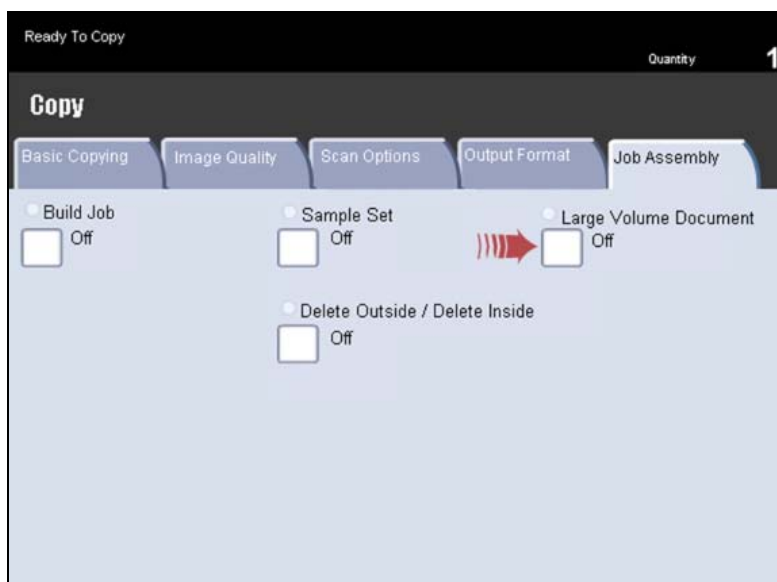 Ready To Copy
Quantity 1
Copy
Basic Copying Image Quality Scan Options Output Format Job Assembly
Build Job Sample Set Large Volume Document
Off Off Off
Delete Outside / Delete Inside
Off